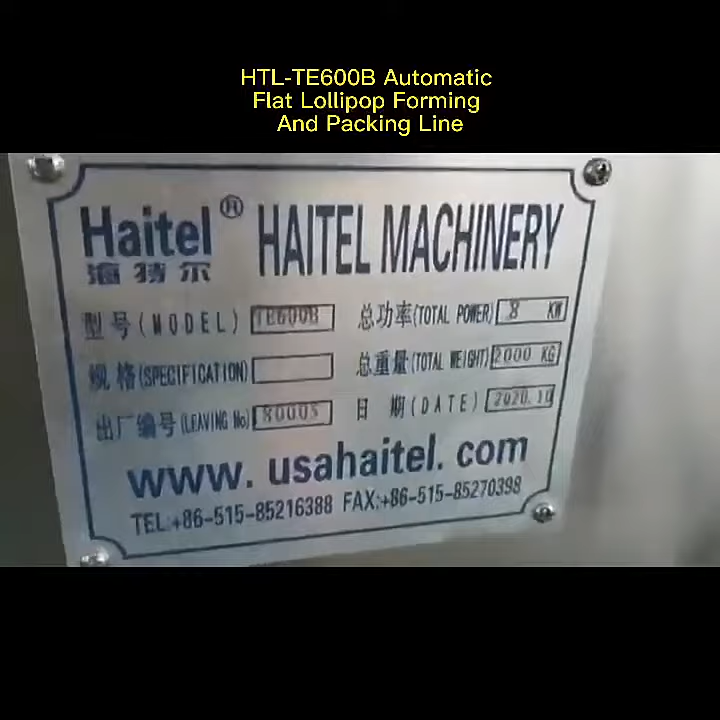 HTL-TE600B Automatic
Flat Lollipop Forming
And Packing Line
Haitel® HAITEL MACHINERY
海特尔
型号(MODEL) TE600B 总功率(TOTAL POWER) 8 KW
规格(SPECIFICATION) 总重量(TOTAL WEIGHT) 2000 KG
出厂编号(LEAVING No) 日期(DATE) 2020.10
www.usahaitel.com
TEL:+86-515-85216388 FAX:+86-515-85270398